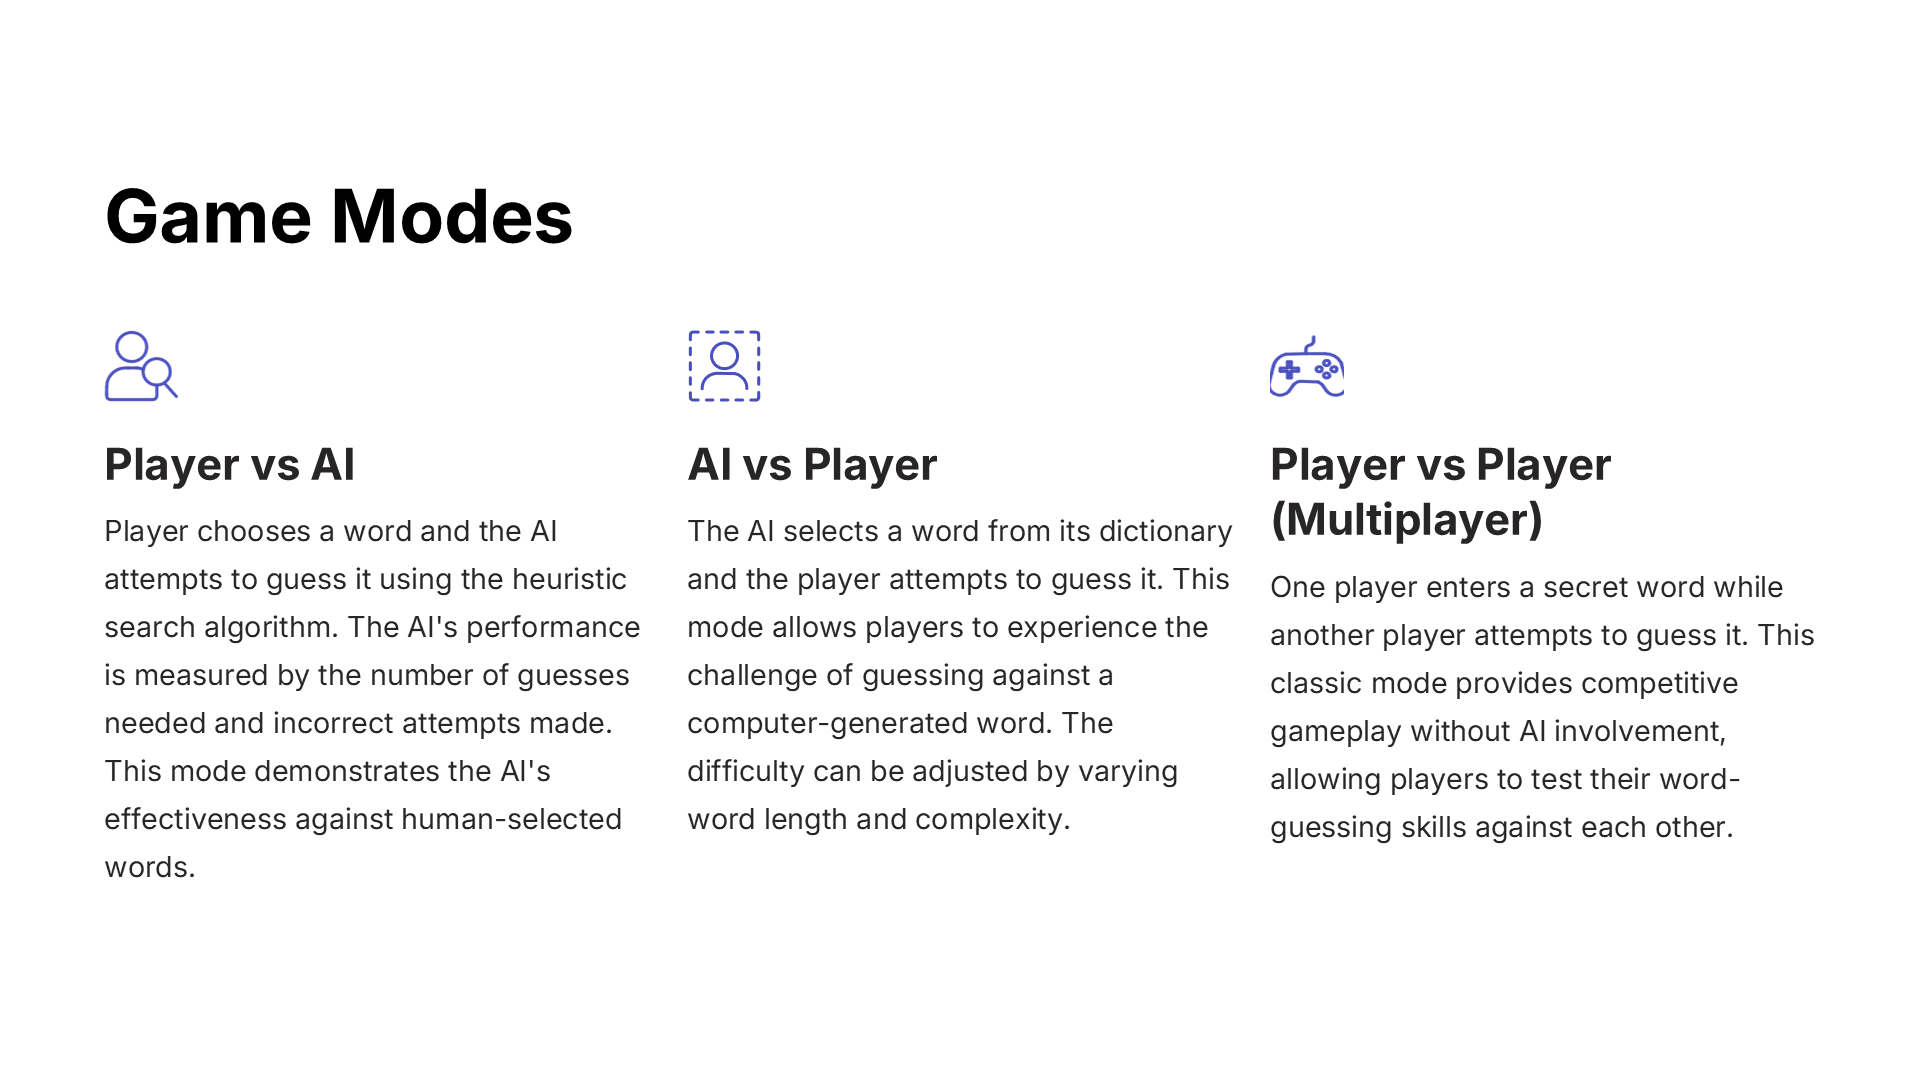 Game Modes
Player vs AI
Player chooses a word and the AI
attempts to guess it using the heuristic
search algorithm. The AI's performance
is measured by the number of guesses
needed and incorrect attempts made.
This mode demonstrates the AI's
effectiveness against human-selected
words.
AI vs Player
The AI selects a word from its dictionary
and the player attempts to guess it. This
mode allows players to experience the
challenge of guessing against a
computer-generated word. The
difficulty can be adjusted by varying
word length and complexity.
Player vs Player
(Multiplayer)
One player enters a secret word while
another player attempts to guess it. This
classic mode provides competitive
gameplay without AI involvement,
allowing players to test their word-
guessing skills against each other.